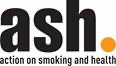 ash.
action on smoking and health